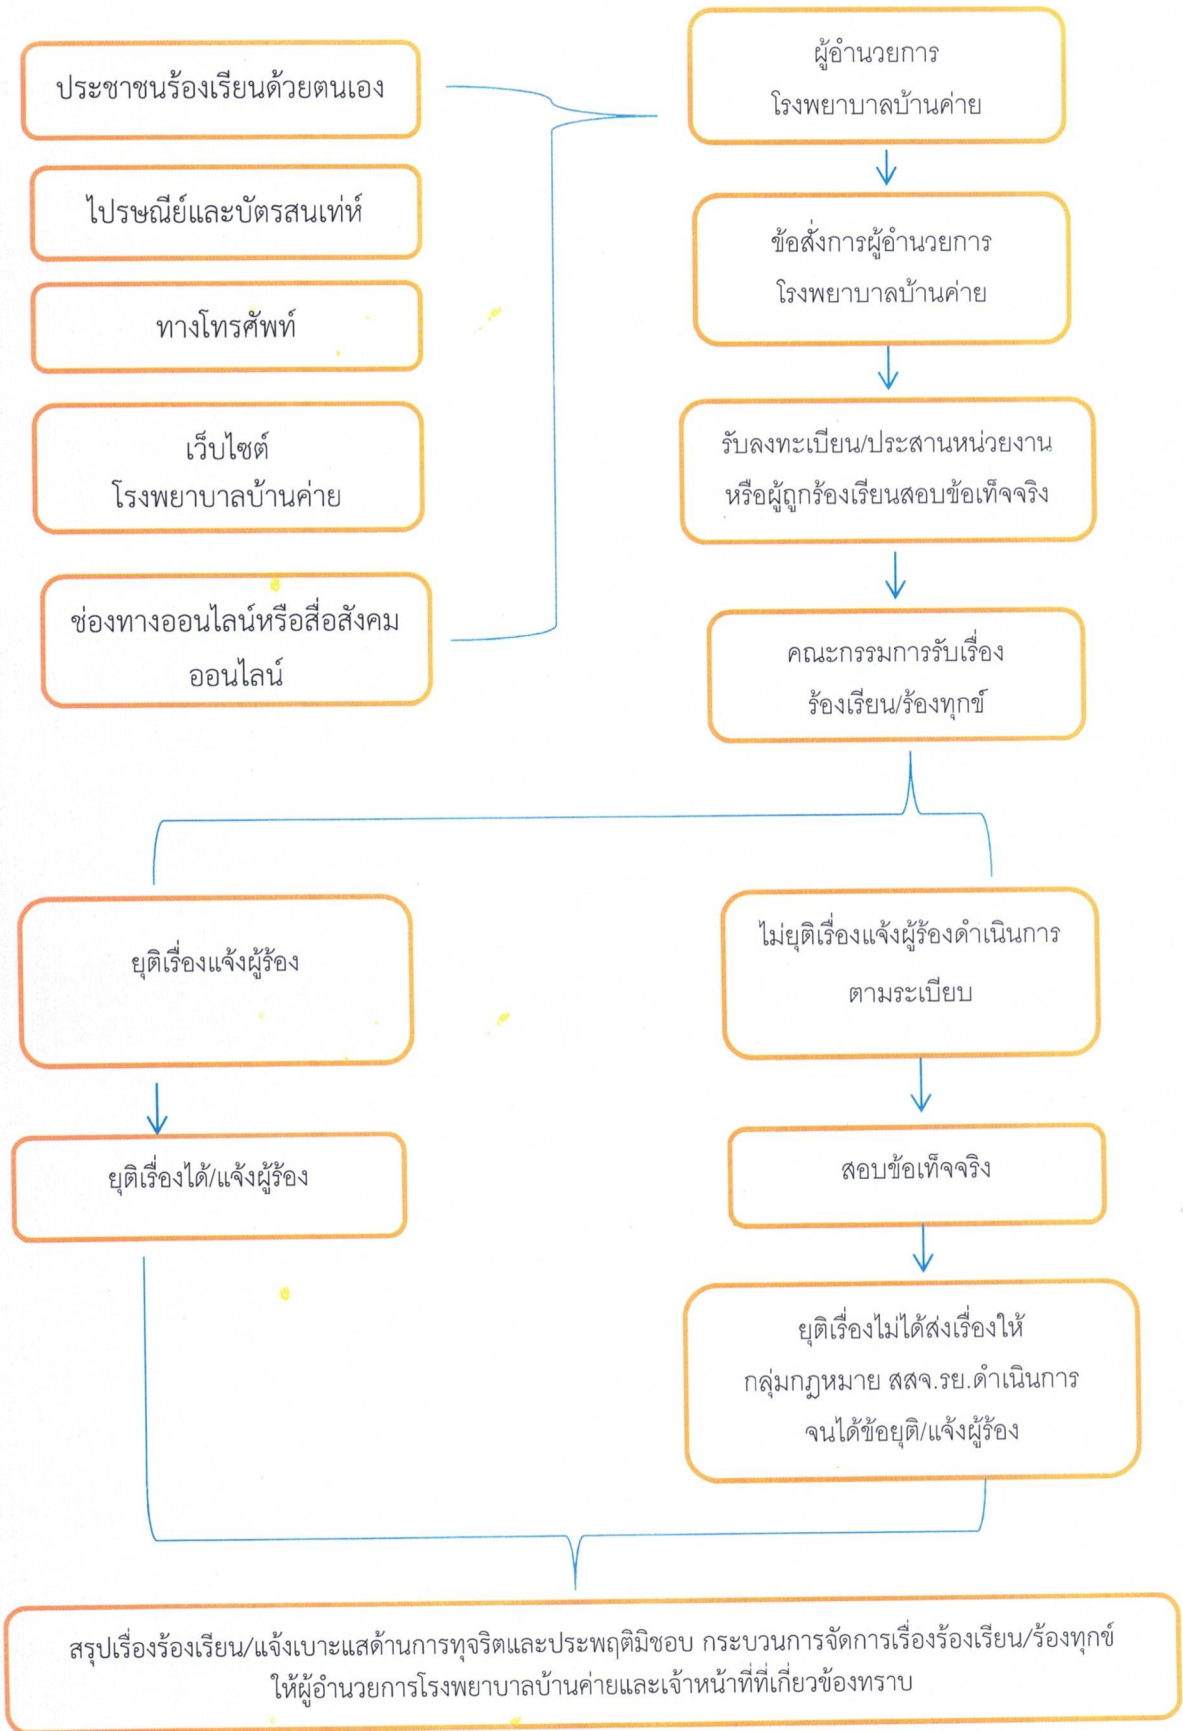 ประชาชนร้องเรียนด้วยตนเอง
ไปรษณีย์และบัตรสนเท่ห์
ทางโทรศัพท์
เว็บไซต์
โรงพยาบาลบ้านค่าย
ช่องทางออนไลน์หรือสื่อสังคม
ออนไลน์
ผู้อำนวยการ
โรงพยาบาลบ้านค่าย
ข้อสั่งการผู้อำนวยการ
โรงพยาบาลบ้านค่าย
รับลงทะเบียน/ประสานหน่วยงาน
หรือผู้ถูกร้องเรียนสอบข้อเท็จจริง
คณะกรรมการรับเรื่อง
ร้องเรียน/ร้องทุกข์
ยุติเรื่องแจ้งผู้ร้อง
ยุติเรื่องได้/แจ้งผู้ร้อง
ไม่ยุติเรื่องแจ้งผู้ร้องดำเนินการ
ตามระเบียบ
สอบข้อเท็จจริง
ยุติเรื่องไม่ได้ส่งเรื่องให้
กลุ่มกฎหมาย สสจ.รย.ดำเนินการ
จนได้ข้อยุติ/แจ้งผู้ร้อง
สรุปเรื่องร้องเรียน/แจ้งเบาะแสด้านการทุจริตและประพฤติมิชอบ กระบวนการจัดการเรื่องร้องเรียน/ร้องทุกข์
ให้ผู้อำนวยการโรงพยาบาลบ้านค่ายและเจ้าหน้าที่ที่เกี่ยวข้องทราบ